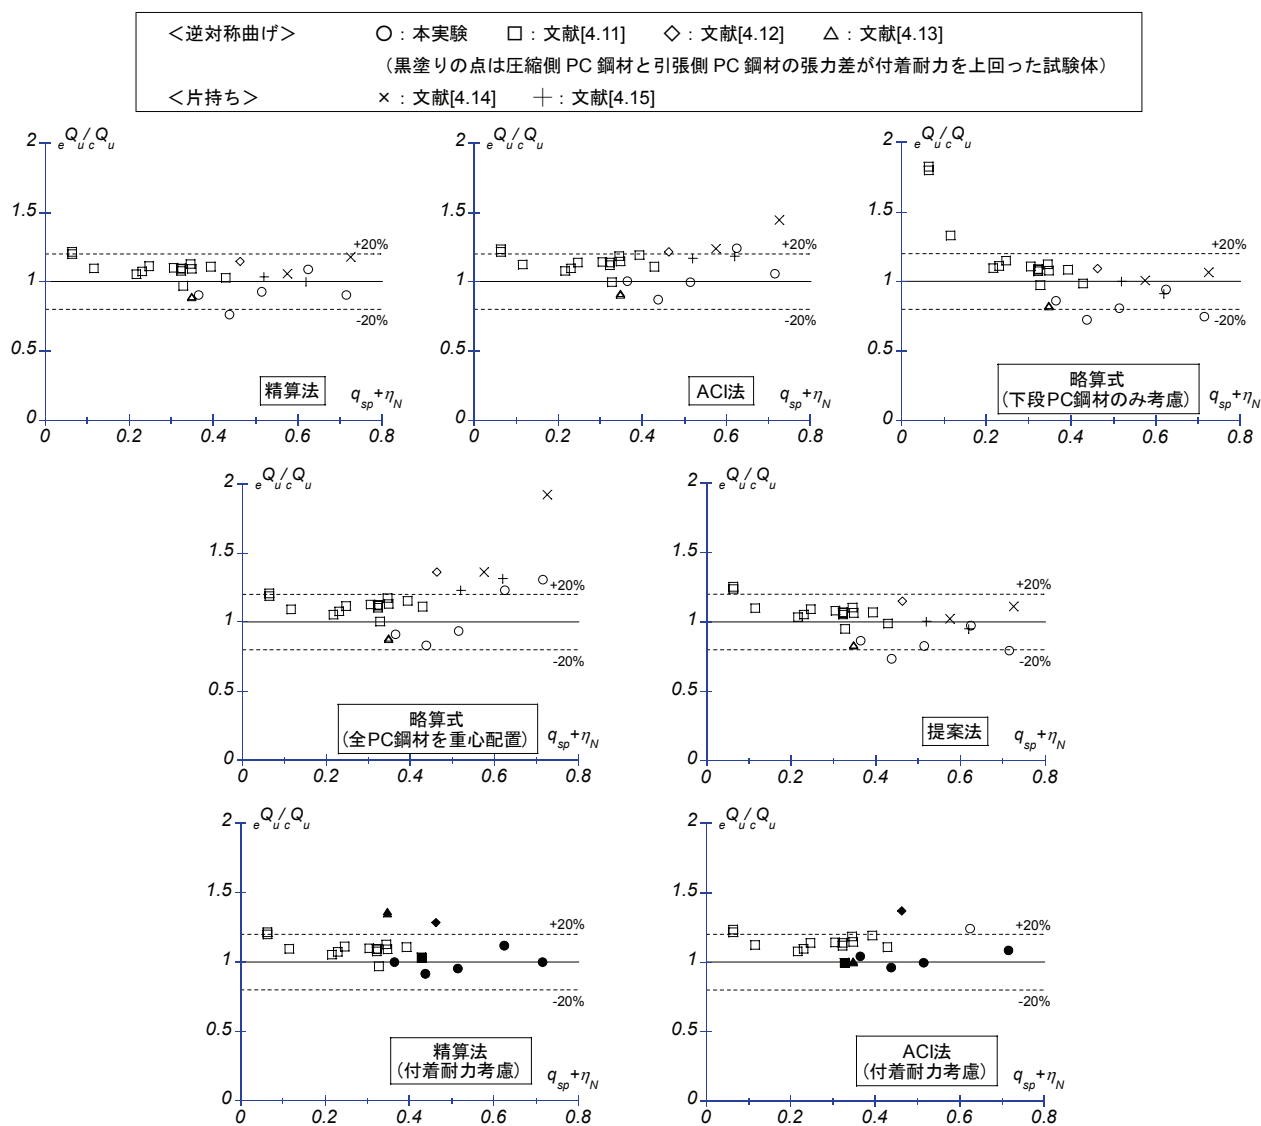 ＜逆対称曲げ＞ ○：本実験 □：文献[4.11] ◇：文献[4.12] △：文献[4.13]
（黒塗りの点は圧縮側 PC 鋼材と引張側 PC 鋼材の張力差が付着耐力を上回った試験体）
＜片持ち＞ ×：文献[4.14] ＋：文献[4.15]
2 eQu/cQu
1.5
+20%
1
-20%
0.5
精算法 qsp+ηN
0
0 0.2 0.4 0.6 0.8
2 eQu/cQu
1.5
+20%
1
-20%
0.5
ACI法 qsp+ηN
0
0 0.2 0.4 0.6 0.8
2 eQu/cQu
1.5
+20%
1
-20%
0.5
略算式
(下段PC鋼材のみ考慮) qsp+ηN
0
0 0.2 0.4 0.6 0.8
2 eQu/cQu
1.5
+20%
1
-20%
0.5
略算式
(全PC鋼材を重心配置) qsp+ηN
0
0 0.2 0.4 0.6 0.8
2 eQu/cQu
1.5
+20%
1
-20%
0.5
提案法 qsp+ηN
0
0 0.2 0.4 0.6 0.8
2 eQu/cQu
1.5
+20%
1
-20%
0.5
精算法
(付着耐力考慮) qsp+ηN
0
0 0.2 0.4 0.6 0.8
2 eQu/cQu
1.5
+20%
1
-20%
0.5
ACI法
(付着耐力考慮) qsp+ηN
0
0 0.2 0.4 0.6 0.8